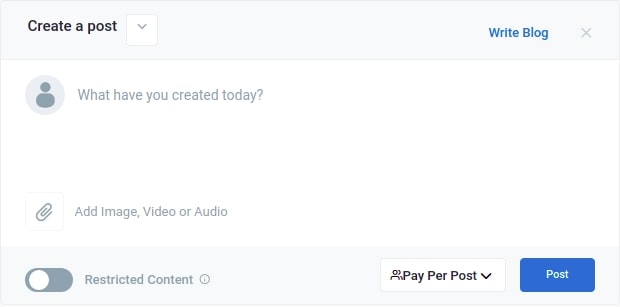 Create a post
Write Blog
What have you created today?
Add Image, Video or Audio
Restricted Content
Pay Per Post
Post